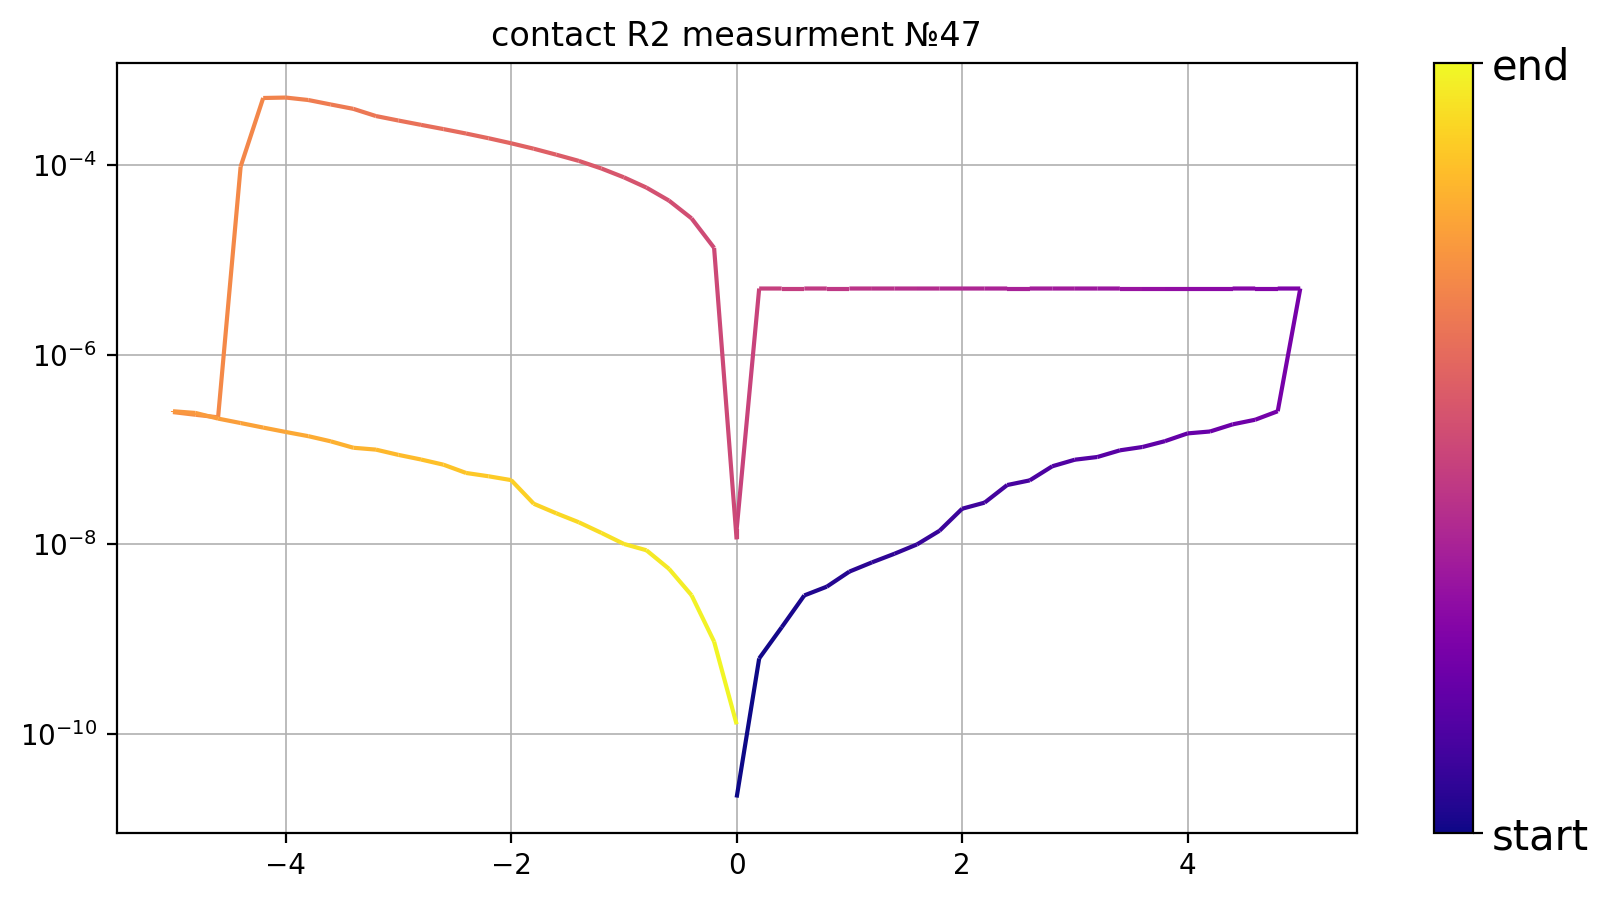 contact R2 measurment №47
end
10⁻⁴
10⁻⁶
10⁻⁸
10⁻¹⁰
start
−4 −2 0 2 4